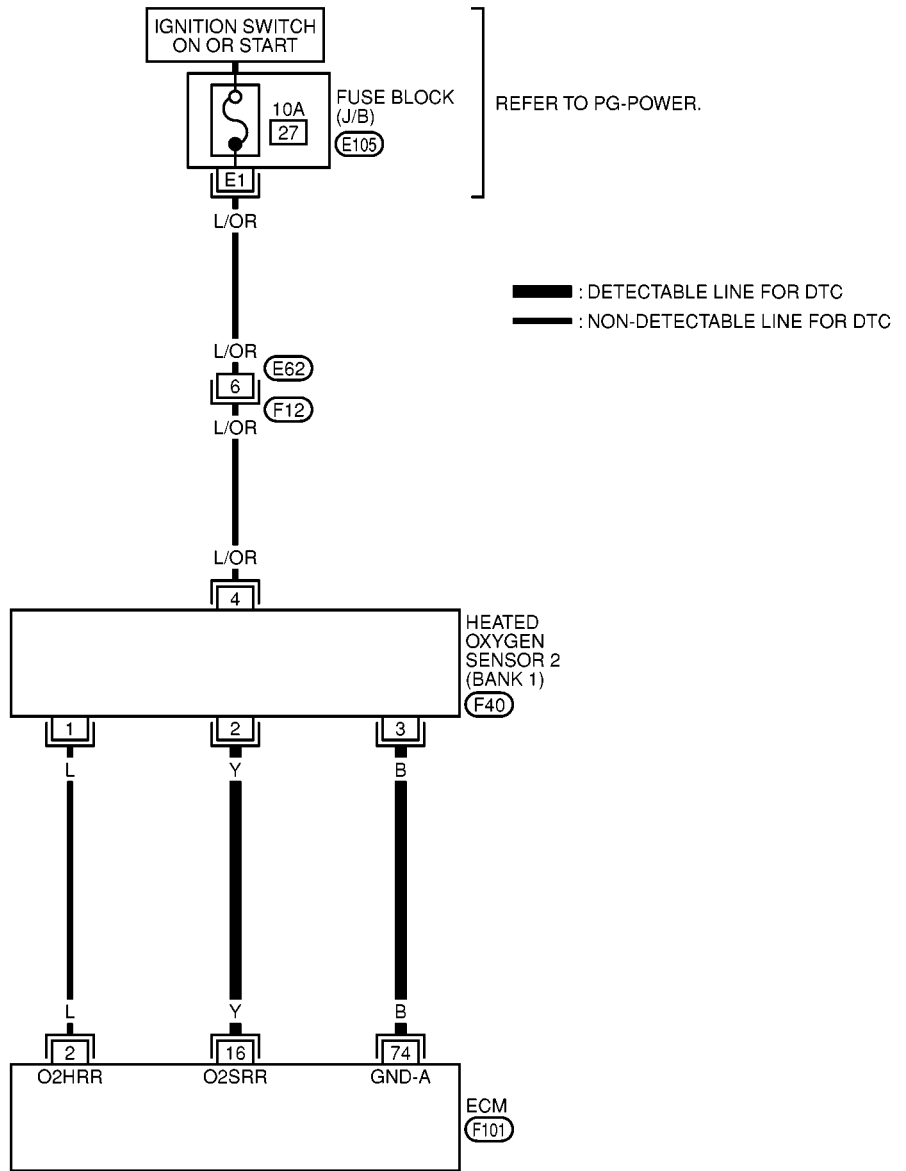 IGNITION SWITCH
ON OR START
FUSE BLOCK
(J/B)
10A
27
E105
REFER TO PG-POWER.
E1
L/OR
: DETECTABLE LINE FOR DTC
: NON-DETECTABLE LINE FOR DTC
L/OR
E62
6
F12
L/OR
L/OR
4
HEATED
OXYGEN
SENSOR 2
(BANK 1)
F40
1 2 3
L Y B
L Y B
2 16 74
O2HRR O2SRR GND-A
ECM
F101